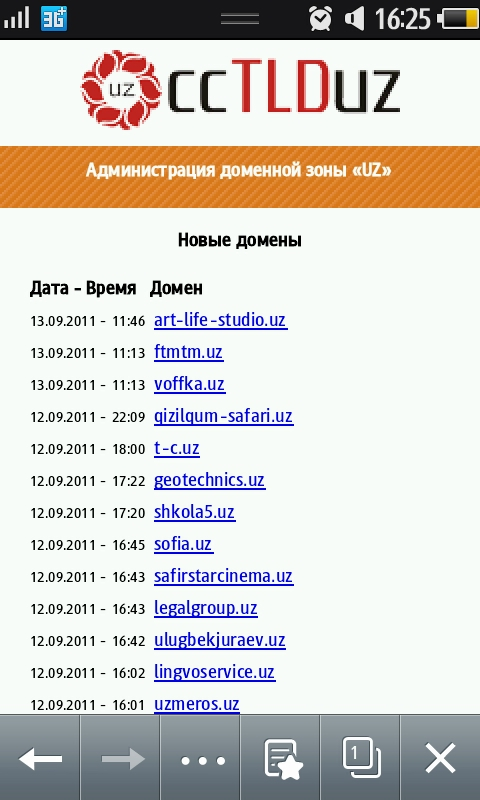 3G+ 16:25
UZ ccTLDuz
Администрация доменной зоны «UZ»
Новые домены
Дата - Время Домен
13.09.2011 - 11:46 art-life-studio.uz
13.09.2011 - 11:13 ftmtm.uz
13.09.2011 - 11:13 voffka.uz
12.09.2011 - 22:09 qizilqum-safari.uz
12.09.2011 - 18:00 t-c.uz
12.09.2011 - 17:22 geotechnics.uz
12.09.2011 - 17:20 shkola5.uz
12.09.2011 - 16:45 sofia.uz
12.09.2011 - 16:43 safirstarcinema.uz
12.09.2011 - 16:43 legalgroup.uz
12.09.2011 - 16:42 ulugbekjuraev.uz
12.09.2011 - 16:02 lingvoservice.uz
12.09.2011 - 16:01 uzmeros.uz
1